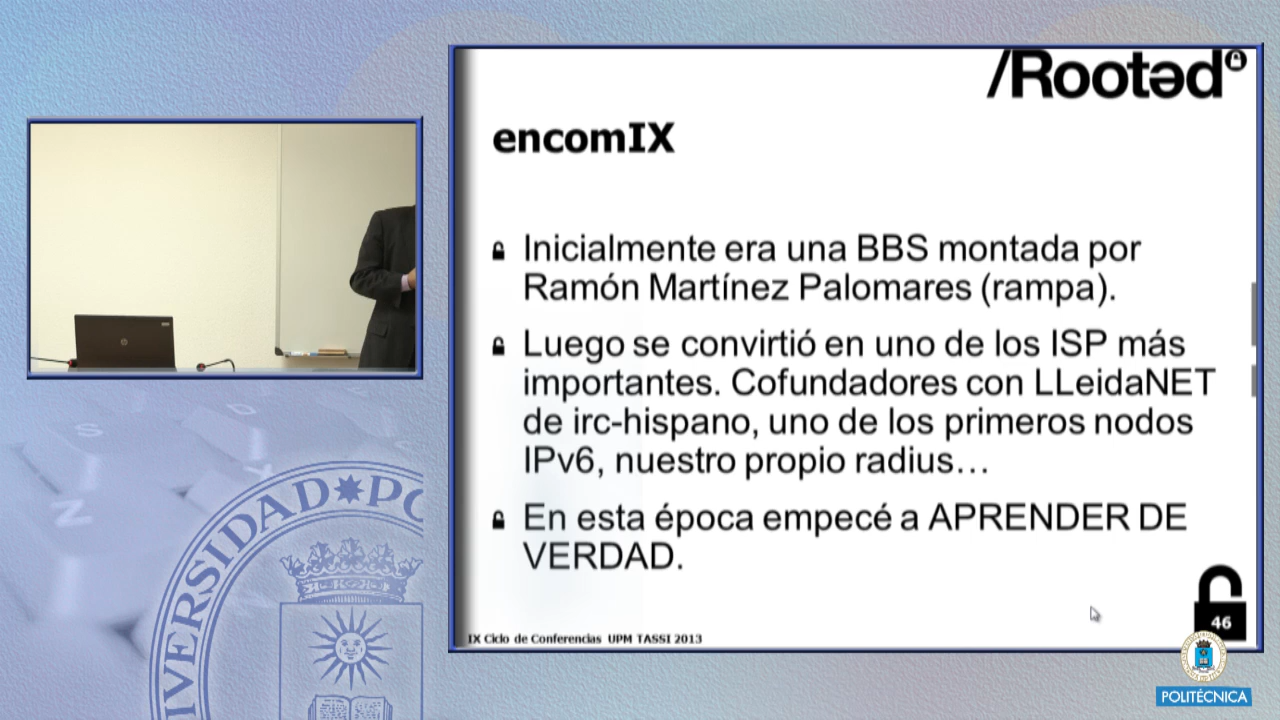 /Rootəd
encomIX
Inicialmente era una BBS montada por
Ramón Martínez Palomares (rampa).
Luego se convirtió en uno de los ISP más
importantes. Cofundadores con LLeidaNET
de irc-hispano, uno de los primeros nodos
IPv6, nuestro propio radius…
En esta época empecé a APRENDER DE
VERDAD.
46
IX Ciclo de Conferencias UPM TASSI 2013
POLITÉCNICA
hp
S
N